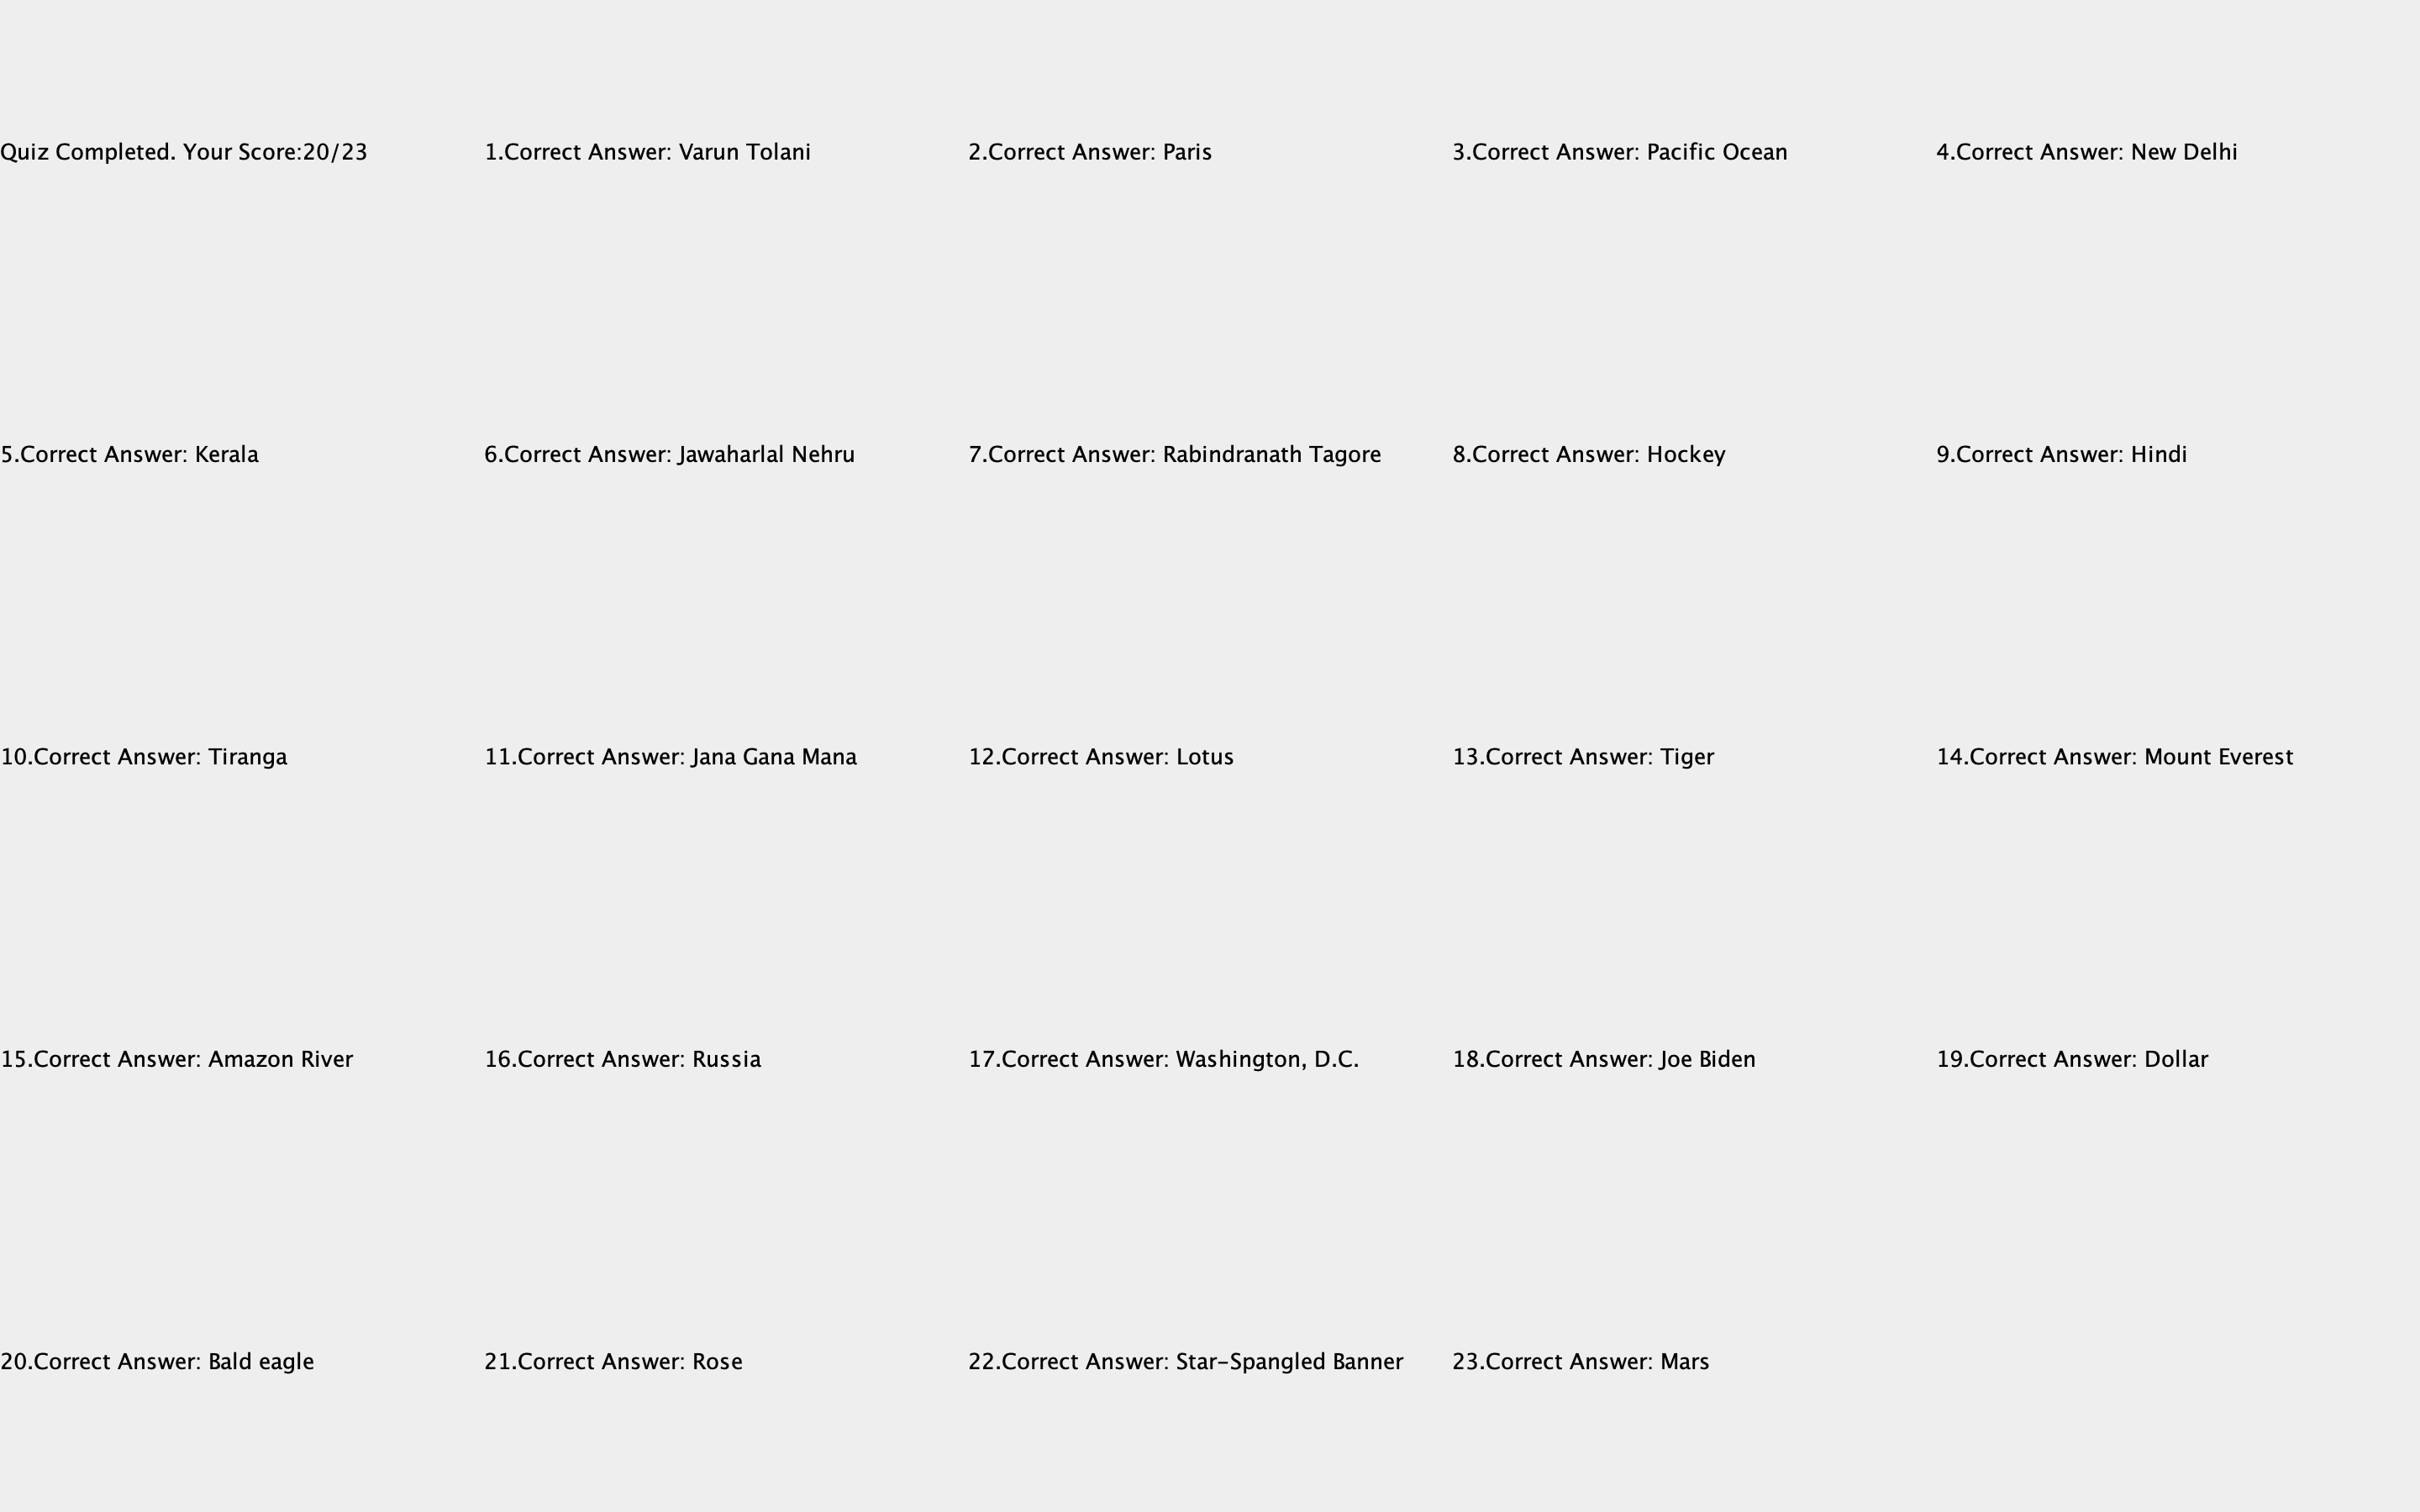 Quiz Completed. Your Score:20/23
1.Correct Answer: Varun Tolani
2.Correct Answer: Paris
3.Correct Answer: Pacific Ocean
4.Correct Answer: New Delhi
5.Correct Answer: Kerala
6.Correct Answer: Jawaharlal Nehru
7.Correct Answer: Rabindranath Tagore
8.Correct Answer: Hockey
9.Correct Answer: Hindi
10.Correct Answer: Tiranga
11.Correct Answer: Jana Gana Mana
12.Correct Answer: Lotus
13.Correct Answer: Tiger
14.Correct Answer: Mount Everest
15.Correct Answer: Amazon River
16.Correct Answer: Russia
17.Correct Answer: Washington, D.C.
18.Correct Answer: Joe Biden
19.Correct Answer: Dollar
20.Correct Answer: Bald eagle
21.Correct Answer: Rose
22.Correct Answer: Star-Spangled Banner
23.Correct Answer: Mars